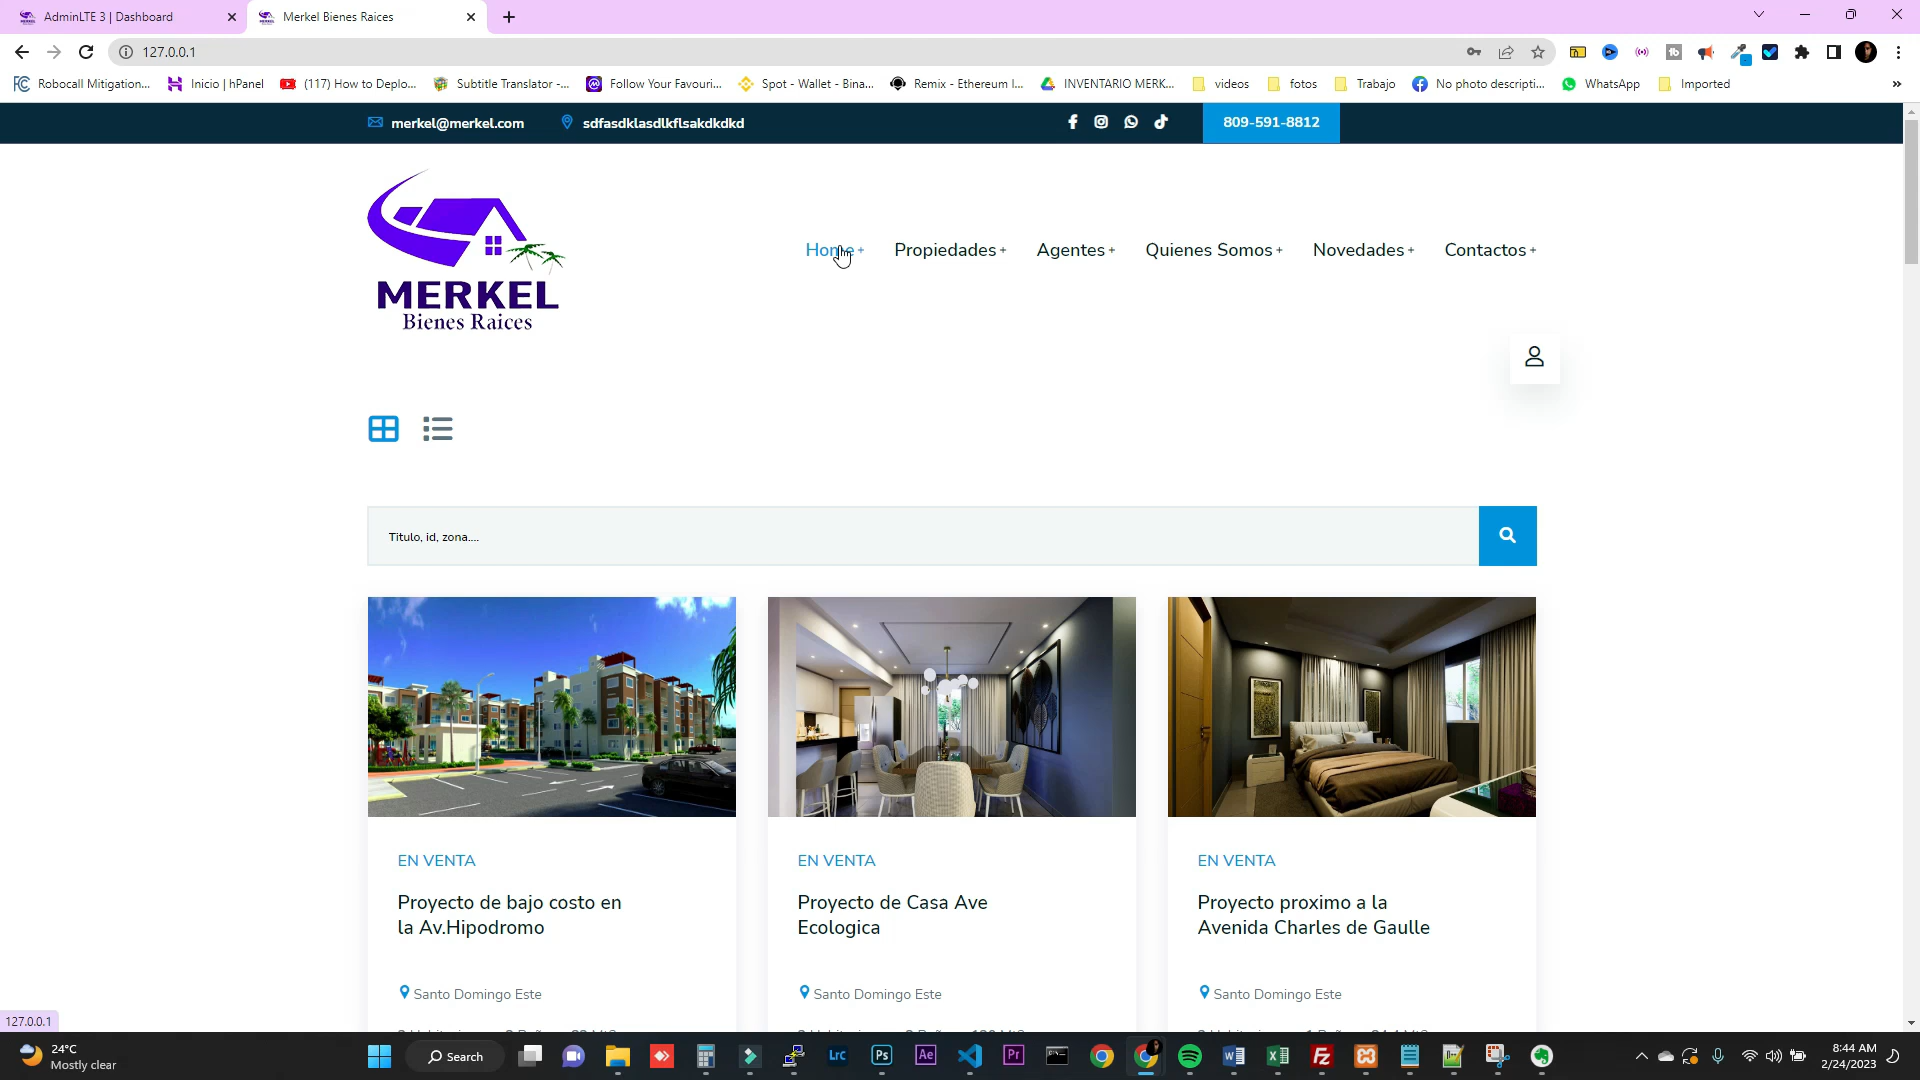 AdminLTE 3 | Dashboard
Merkel Bienes Raices
127.0.0.1
Robocall Mitigation...
Inicio | hPanel
(117) How to Deplo...
Subtitle Translator -...
Follow Your Favouri...
Spot - Wallet - Bina...
Remix - Ethereum I...
INVENTARIO MERK...
videos
fotos
Trabajo
No photo descripti...
WhatsApp
Imported
»
merkel@merkel.com
sdfasdklasdlkflsakdkdkd
809-591-8812
MERKEL
Bienes Raices
Home +
Propiedades +
Agentes +
Quienes Somos +
Novedades +
Contactos +
Titulo, id, zona....
EN VENTA
Proyecto de bajo costo en
la Av.Hipodromo
Santo Domingo Este
EN VENTA
Proyecto de Casa Ave
Ecologica
Santo Domingo Este
EN VENTA
Proyecto proximo a la
Avenida Charles de Gaulle
Santo Domingo Este
127.0.0.1
24°C
Mostly clear
Search
Lrc
Ps
Ae
Pr
8:44 AM
2/24/2023